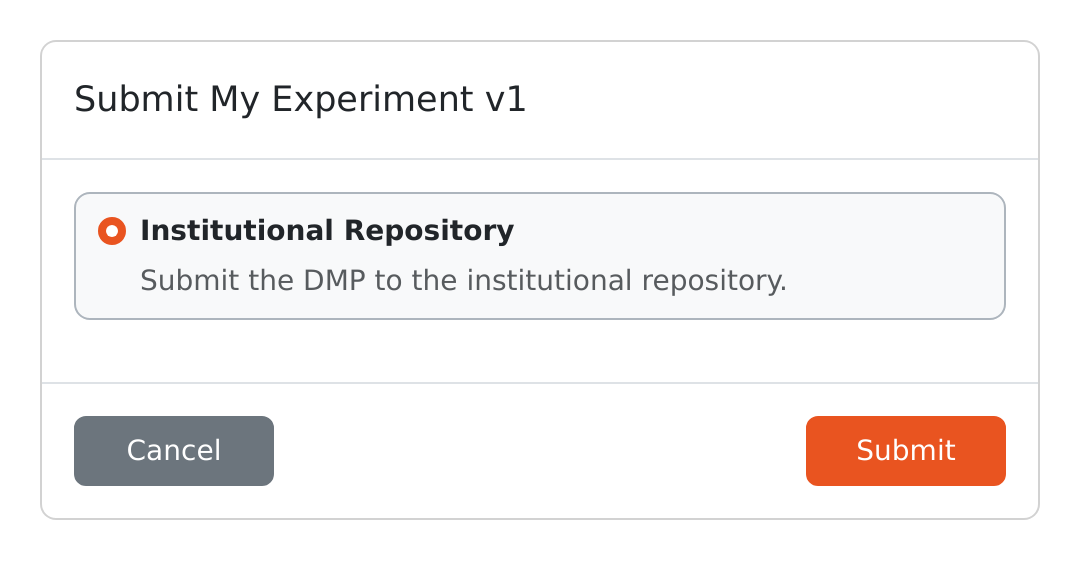 Submit My Experiment v1
Institutional Repository
Submit the DMP to the institutional repository.
Cancel
Submit